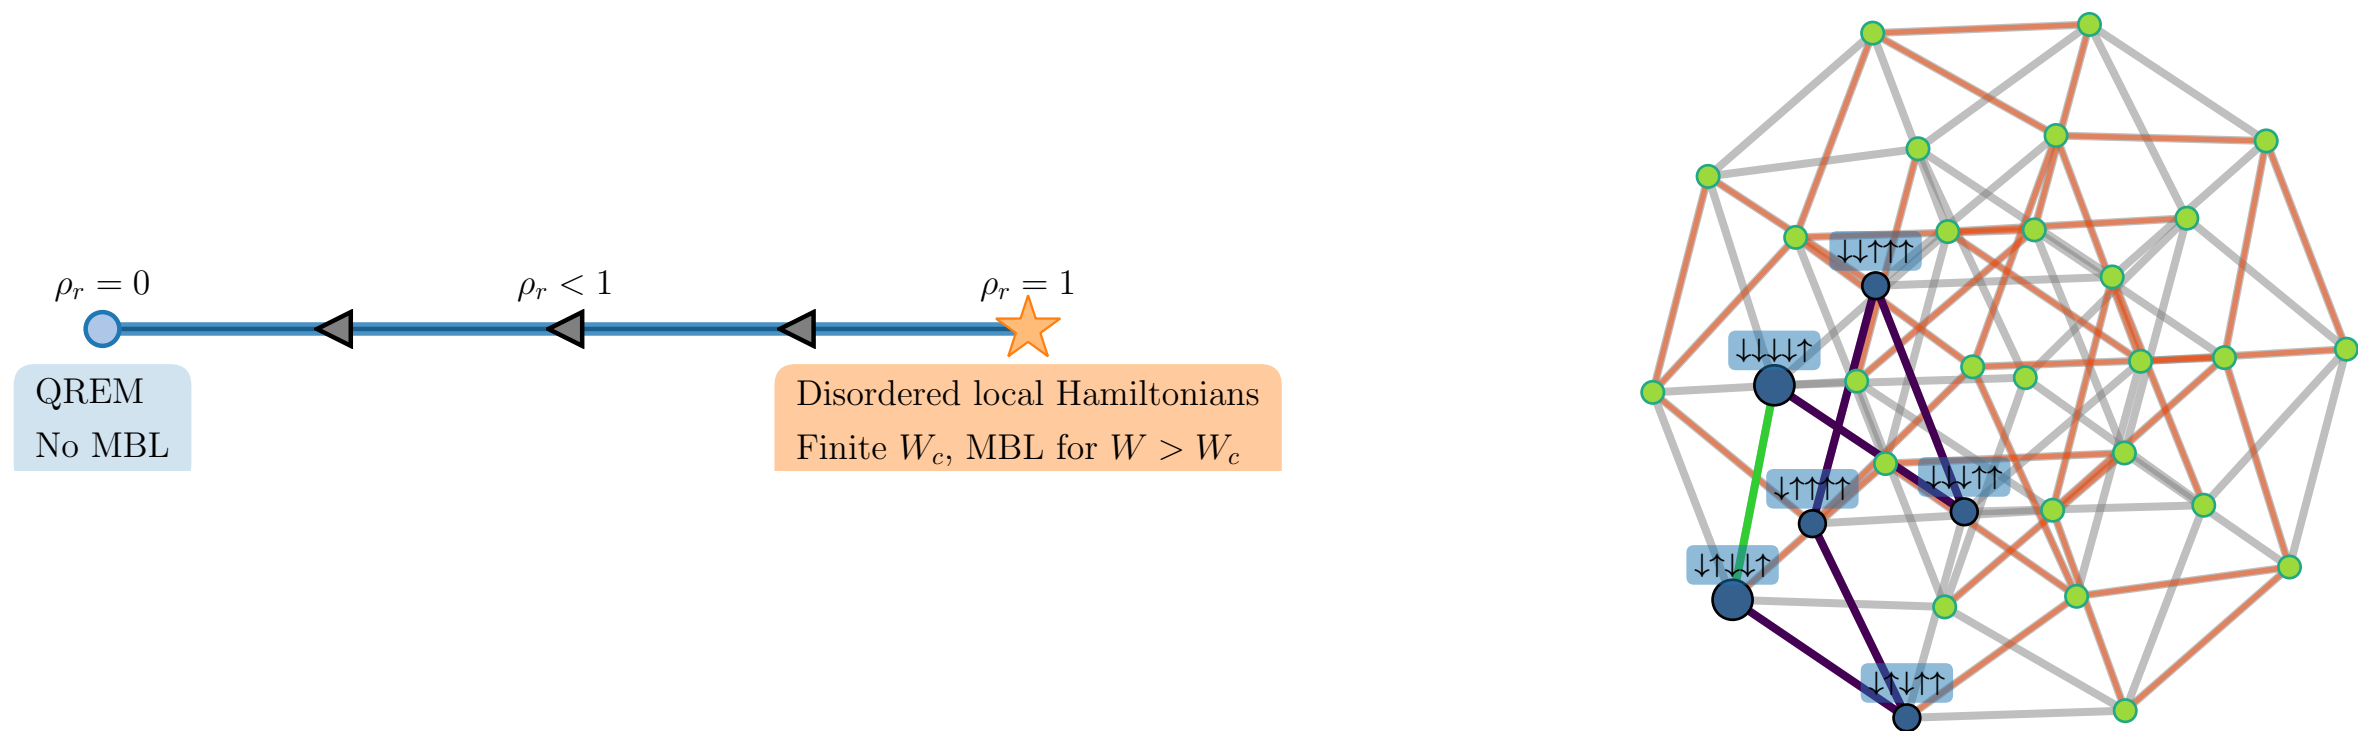 ρ_r = 0
ρ_r < 1
ρ_r = 1
QREM
No MBL
Disordered local Hamiltonians
Finite W_c, MBL for W > W_c
↓↓↑↑↑
↓↓↓↓↑
↓↓↓↑↑
↓↑↑↑↑
↓↑↓↓↑
↓↑↓↑↑